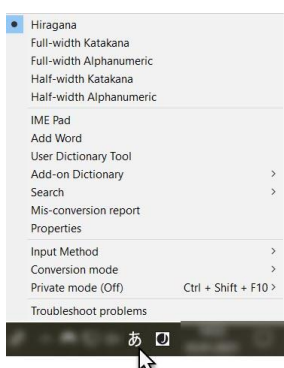 Hiragana
Full-width Katakana
Full-width Alphanumeric
Half-width Katakana
Half-width Alphanumeric
IME Pad
Add Word
User Dictionary Tool
Add-on Dictionary >
Search >
Mis-conversion report
Properties
Input Method >
Conversion mode >
Private mode (Off) Ctrl + Shift + F10 >
Troubleshoot problems
あ